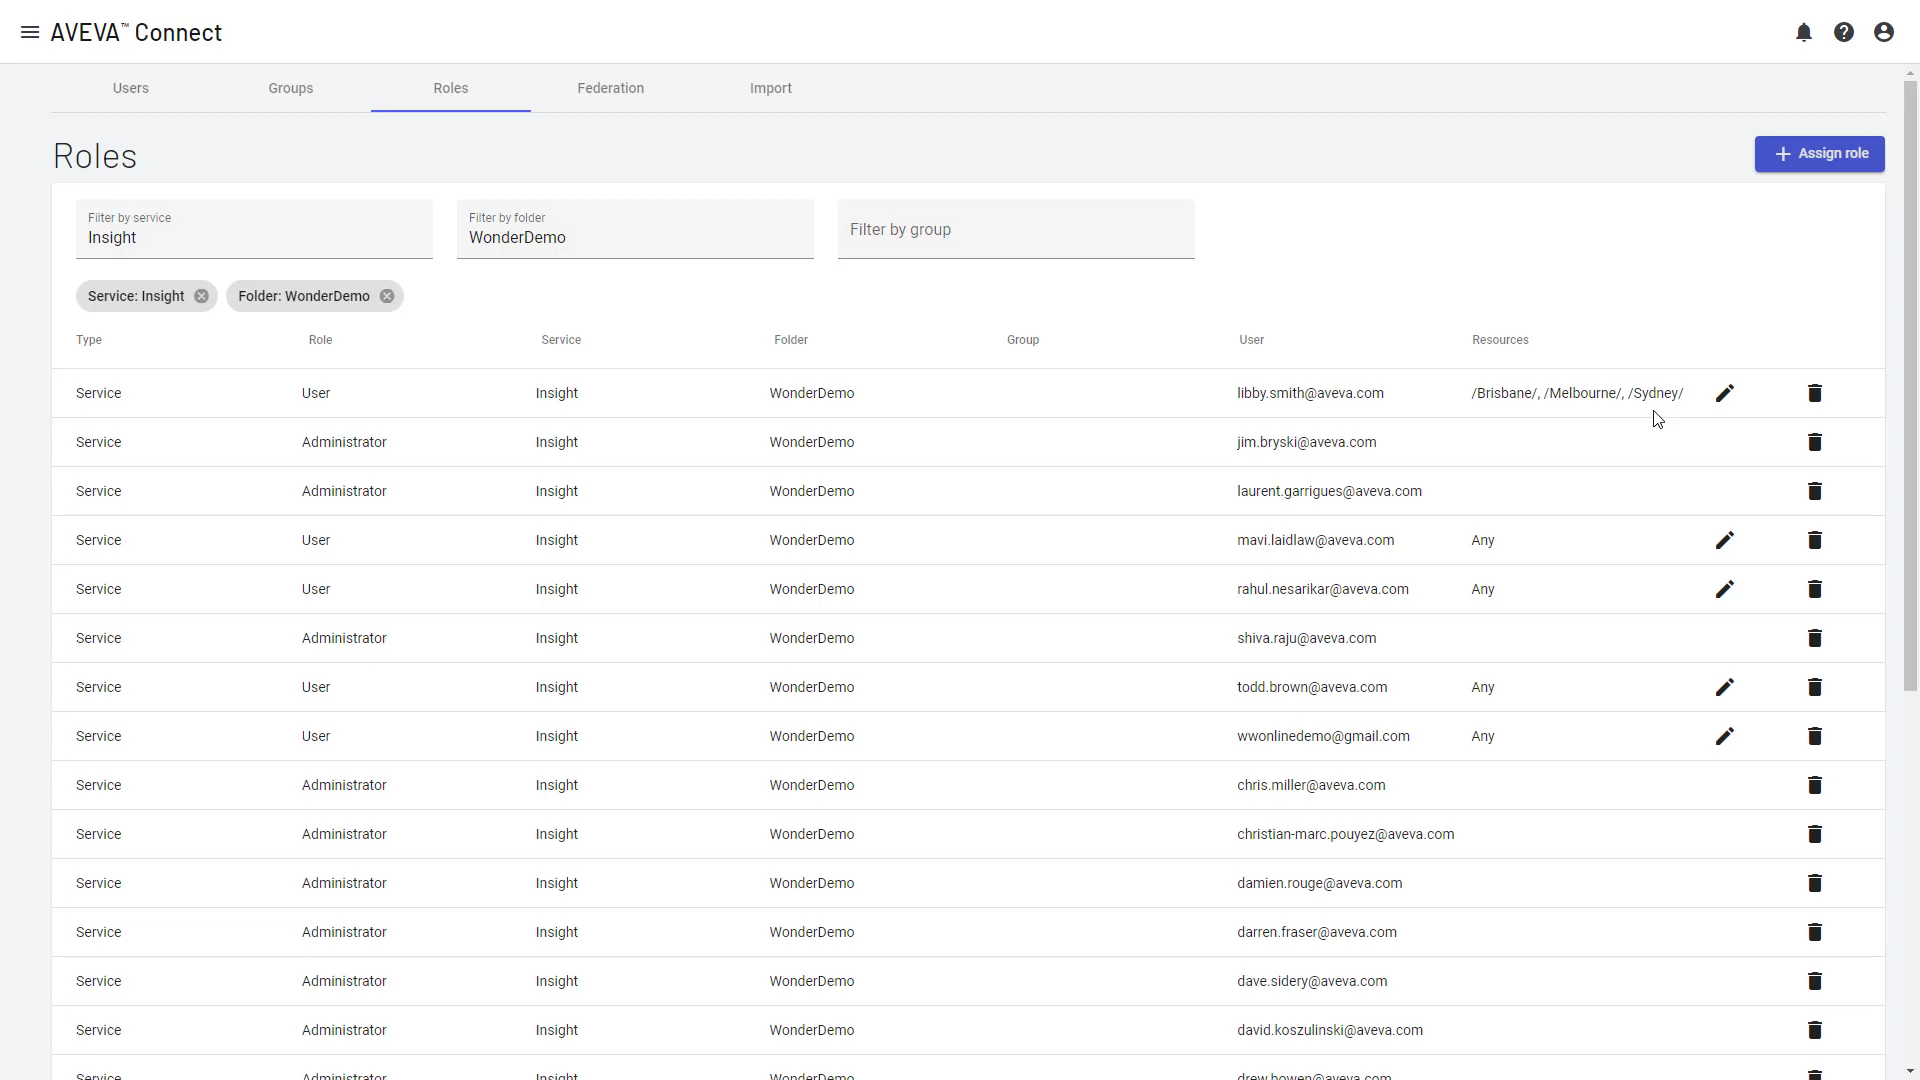 AVEVA™ Connect
Users Groups Roles Federation Import
Roles
Assign role
Filter by service Filter by folder
Insight WonderDemo Filter by group
Service: Insight Folder: WonderDemo
Type Role Service Folder Group User Resources
Service User Insight WonderDemo libby.smith@aveva.com /Brisbane/, /Melbourne/, /Sydney/
Service Administrator Insight WonderDemo jim.bryski@aveva.com
Service Administrator Insight WonderDemo laurent.garrigues@aveva.com
Service User Insight WonderDemo mavi.laidlaw@aveva.com Any
Service User Insight WonderDemo rahul.nesarikar@aveva.com Any
Service Administrator Insight WonderDemo shiva.raju@aveva.com
Service User Insight WonderDemo todd.brown@aveva.com Any
Service User Insight WonderDemo wwonlinedemo@gmail.com Any
Service Administrator Insight WonderDemo chris.miller@aveva.com
Service Administrator Insight WonderDemo christian-marc.pouyez@aveva.com
Service Administrator Insight WonderDemo damien.rouge@aveva.com
Service Administrator Insight WonderDemo darren.fraser@aveva.com
Service Administrator Insight WonderDemo dave.sidery@aveva.com
Service Administrator Insight WonderDemo david.koszulinski@aveva.com
Service Administrator Insight WonderDemo drew.bowen@aveva.com